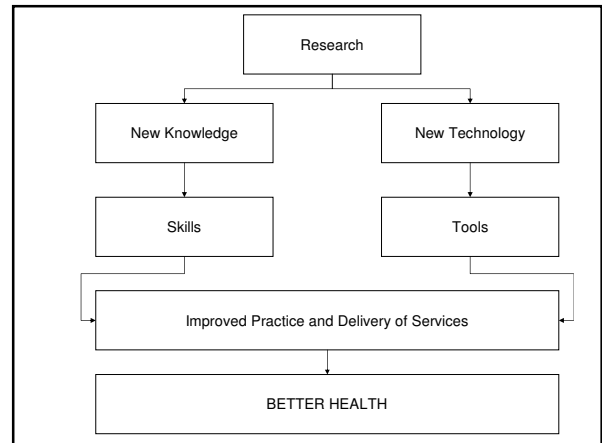 Research
New Knowledge
New Technology
Skills
Tools
Improved Practice and Delivery of Services
BETTER HEALTH